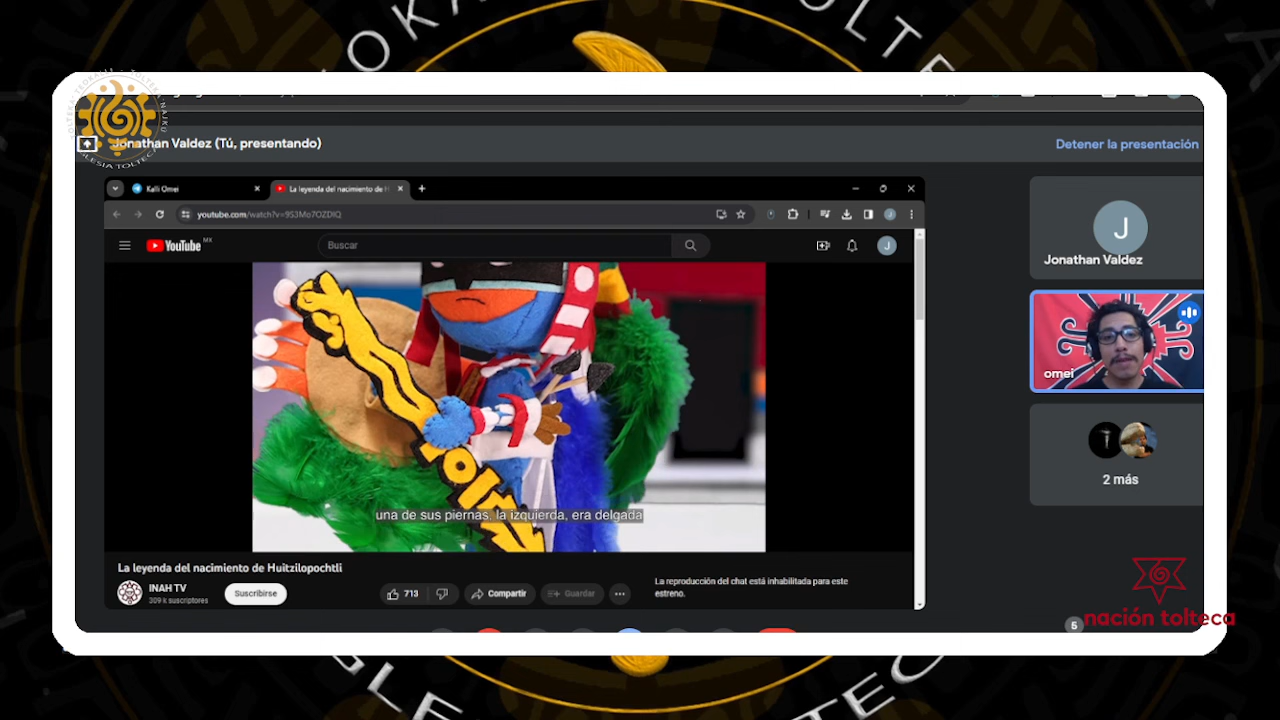 Jonathan Valdez (Tú, presentando)
Detener la presentación
Kalli Omei
La leyenda del nacimiento de H
youtube.com/watch?v=9S3Mo7OZDIQ
YouTube MX
Buscar
J
J
Jonathan Valdez
omei
2 más
una de sus piernas, la izquierda, era delgada
La leyenda del nacimiento de Huitzilopochtli
INAH TV
309 k suscriptores
Suscribirse
713
Compartir
Guardar
La reproducción del chat está inhabilitada para este
estreno.
5
nación tolteca
IGLESIA TOLTECA